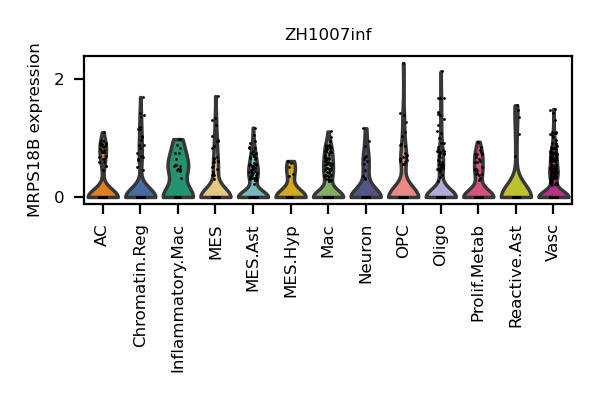 ZH1007inf
MRPS18B expression
2
0
AC
Chromatin.Reg
Inflammatory.Mac
MES
MES.Ast
MES.Hyp
Mac
Neuron
OPC
Oligo
Prolif.Metab
Reactive.Ast
Vasc